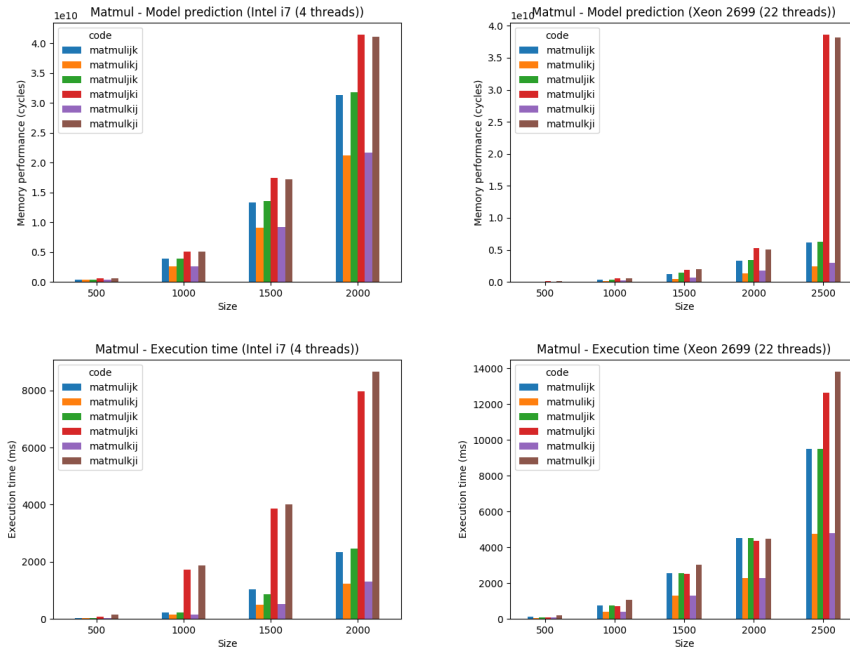 Matmul - Model prediction (Intel i7 (4 threads))
1e10
Memory performance (cycles)
4.0
3.5
3.0
2.5
2.0
1.5
1.0
0.5
0.0
code
matmulijk
matmulikj
matmuljik
matmuljki
matmulkij
matmulkji
500
1000
1500
2000
Size
Matmul - Model prediction (Xeon 2699 (22 threads))
1e10
Memory performance (cycles)
4.0
3.5
3.0
2.5
2.0
1.5
1.0
0.5
0.0
code
matmulijk
matmulikj
matmuljik
matmuljki
matmulkij
matmulkji
500
1000
1500
2000
2500
Size
Matmul - Execution time (Intel i7 (4 threads))
Execution time (ms)
8000
6000
4000
2000
0
code
matmulijk
matmulikj
matmuljik
matmuljki
matmulkij
matmulkji
500
1000
1500
2000
Size
Matmul - Execution time (Xeon 2699 (22 threads))
Execution time (ms)
14000
12000
10000
8000
6000
4000
2000
0
code
matmulijk
matmulikj
matmuljik
matmuljki
matmulkij
matmulkji
500
1000
1500
2000
2500
Size